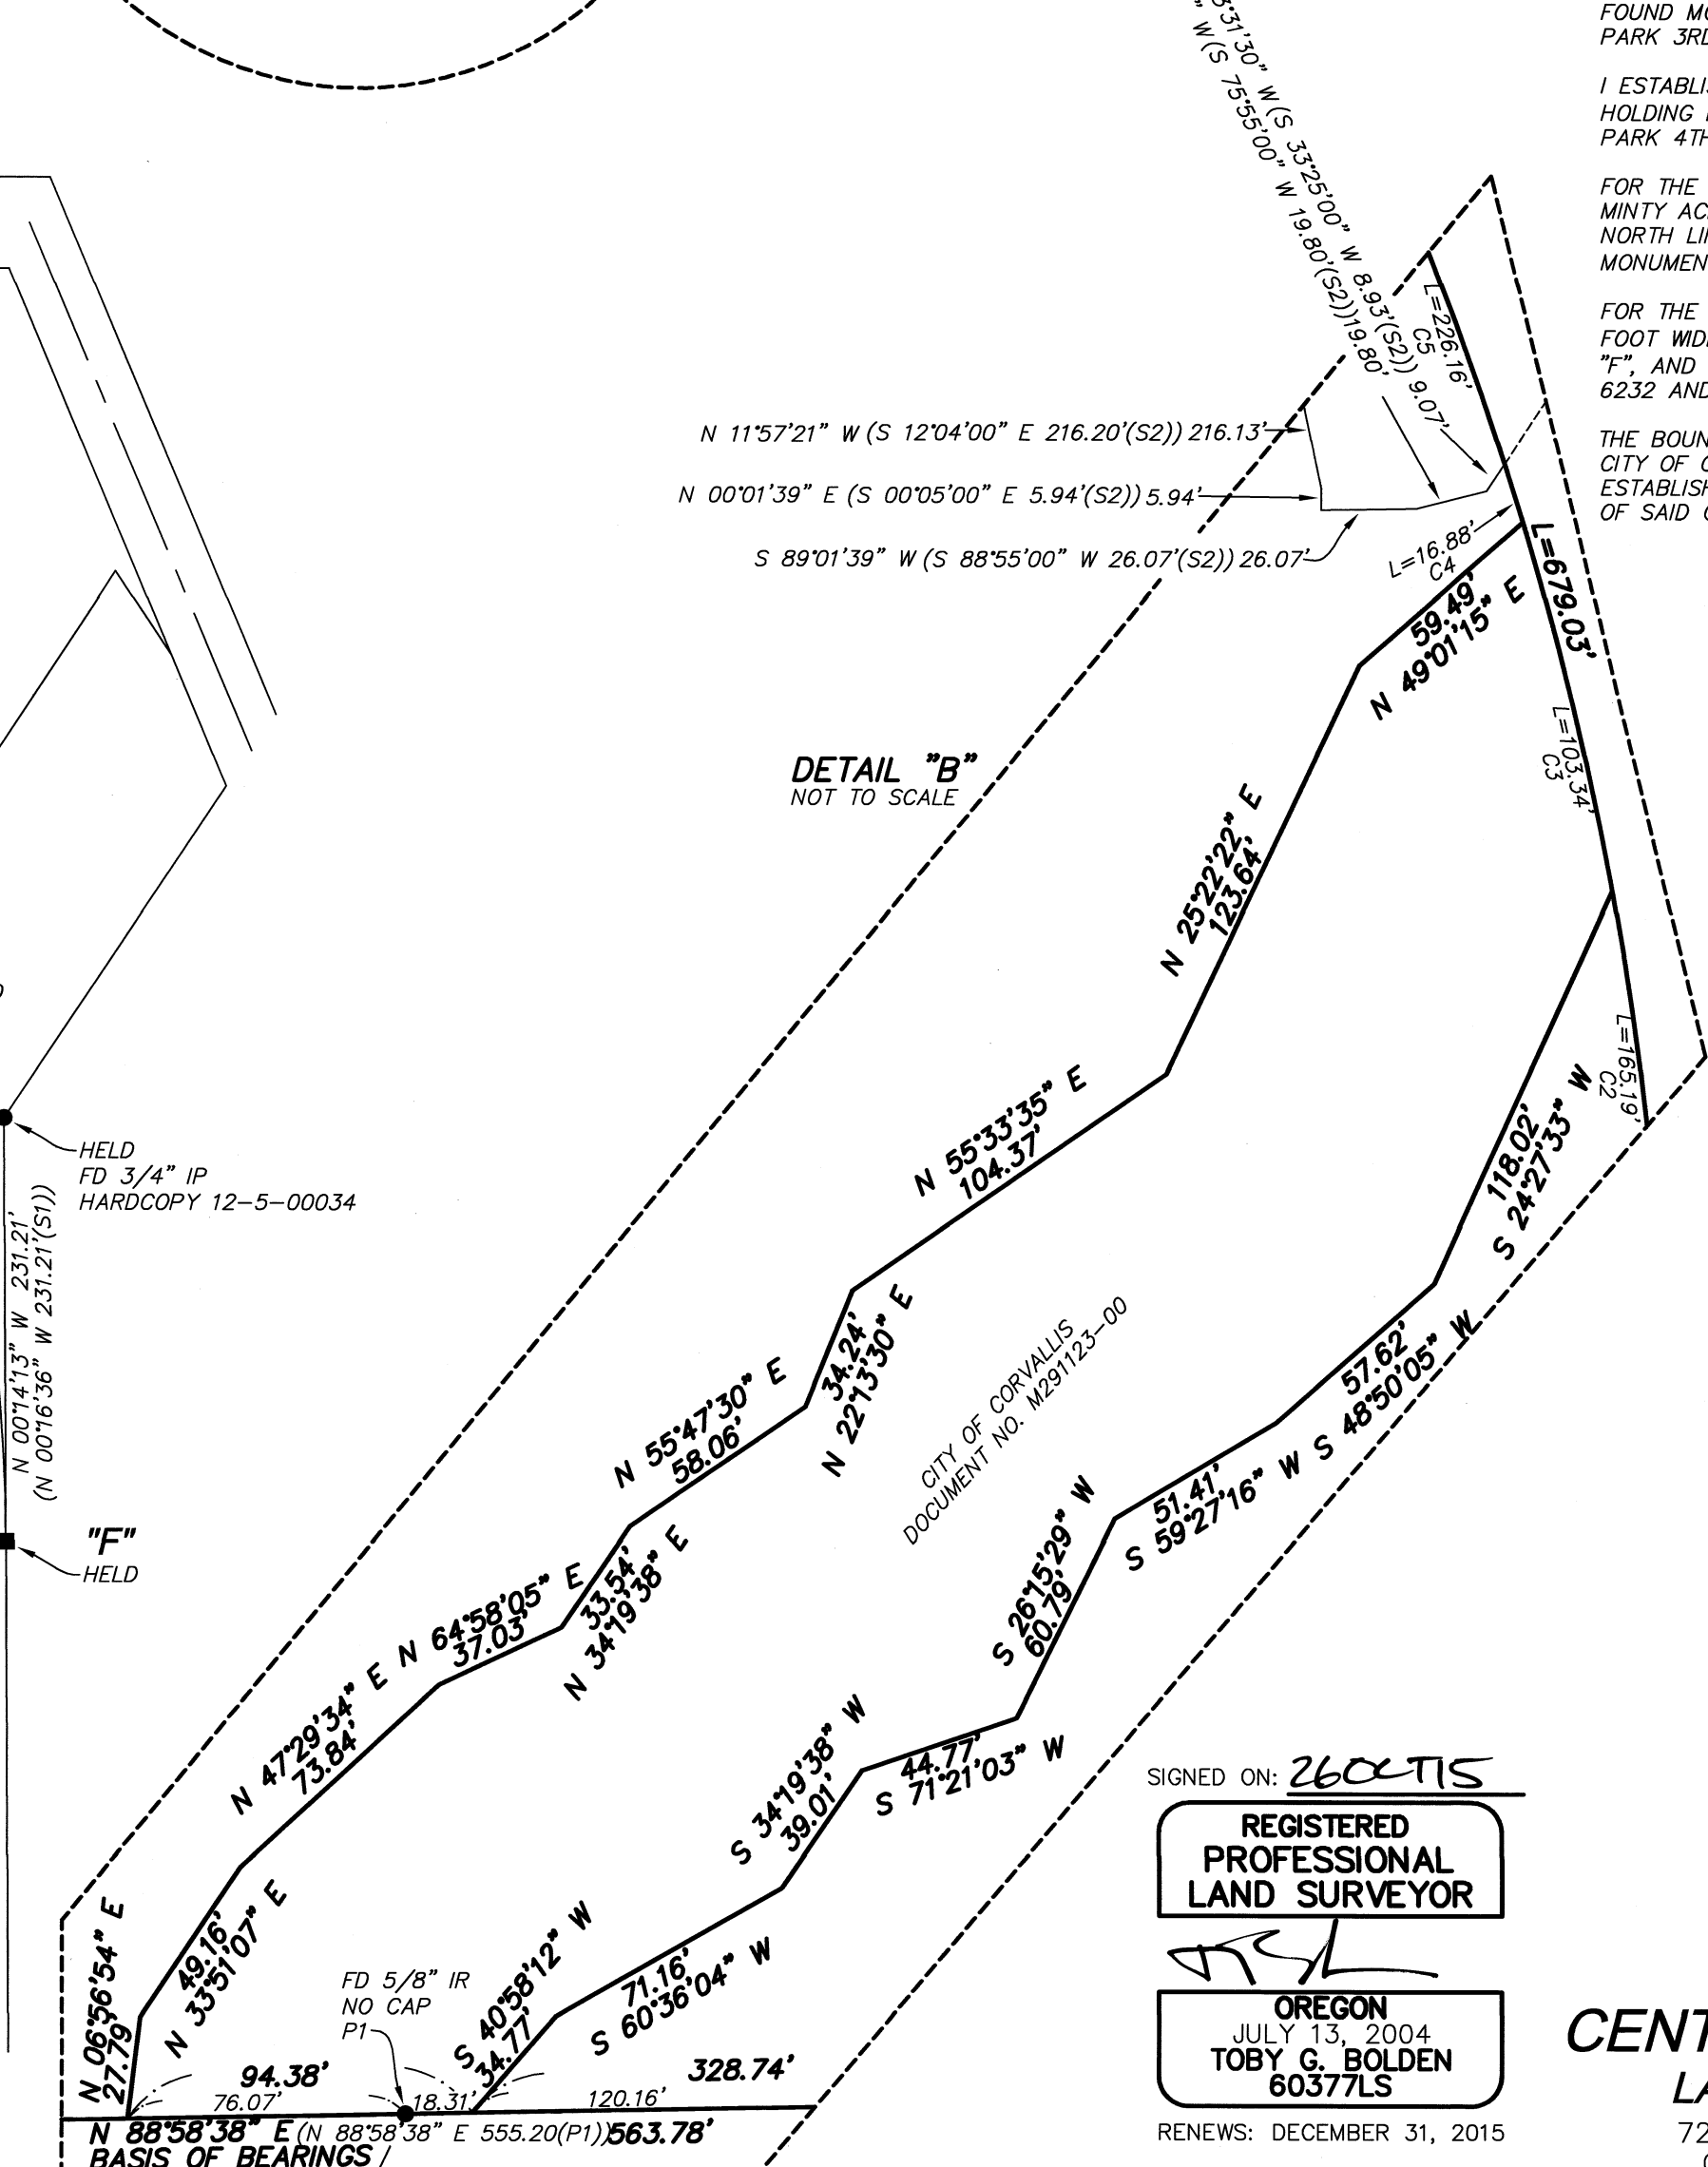 FOUND
PARK 3RD
I
HOLDING
PARK 4TH
FOR THE
MINTY
NORTH
FOR THE
FOOT
"F", AND
6232 AND
THE
CITY OF
OF SAID
31'30" W (S 33°25'00" W 8.93'(S2)) 9.07'
" W (S 75°55'00" W 19.80'(S2))19.80'
C5
L=226.16'
N 11°57'21" W (S 12°04'00" E 216.20'(S2)) 216.13'
N 00°01'39" E (S 00°05'00" E 5.94'(S2)) 5.94'
S 89°01'39" W (S 88°55'00" W 26.07'(S2)) 26.07'
L=16.88'
C4
L=679.03'
59.49'
N 49°01'15" E
L=103.34'
C3
DETAIL "B"
NOT TO SCALE
N 25°22'22" E
123.64'
L=165.19'
C2
N 55°33'35" E
104.37'
118.02'
S 24°27'33" W
HELD
FD 3/4" IP
HARDCOPY 12-5-00034
N 00°14'13" W 231.21'
(N 00°16'36" W 231.21'(S1))
34.24'
N 22°13'30" E
N 55°47'30" E
58.06'
CITY OF CORVALLIS
DOCUMENT NO. M291123-00
57.62'
S 48°50'05" W
51.41'
S 59°27'16" W
"F"
HELD
S 26°15'29" W
60.79'
33.54'
N 34°19'38" E
N 64°58'05" E
37.03'
N 47°29'34" E
73.84'
44.77'
S 71°21'03" W
S 34°19'38" W
39.01'
SIGNED ON: 26OCT15
REGISTERED
PROFESSIONAL
LAND SURVEYOR
OREGON
JULY 13, 2004
TOBY G. BOLDEN
60377LS
RENEWS: DECEMBER 31, 2015
N 06°56'54" E
27.79'
49.16'
N 33°51'07" E
FD 5/8" IR
NO CAP
P1
S 40°58'12" W
34.77'
71.16'
S 60°36'04" W
94.38'
328.74'
76.07'
18.31'
120.16'
N 88°58'38" E (N 88°58'38" E 555.20(P1)) 563.78'
BASIS OF BEARINGS /
CENT
LA
72